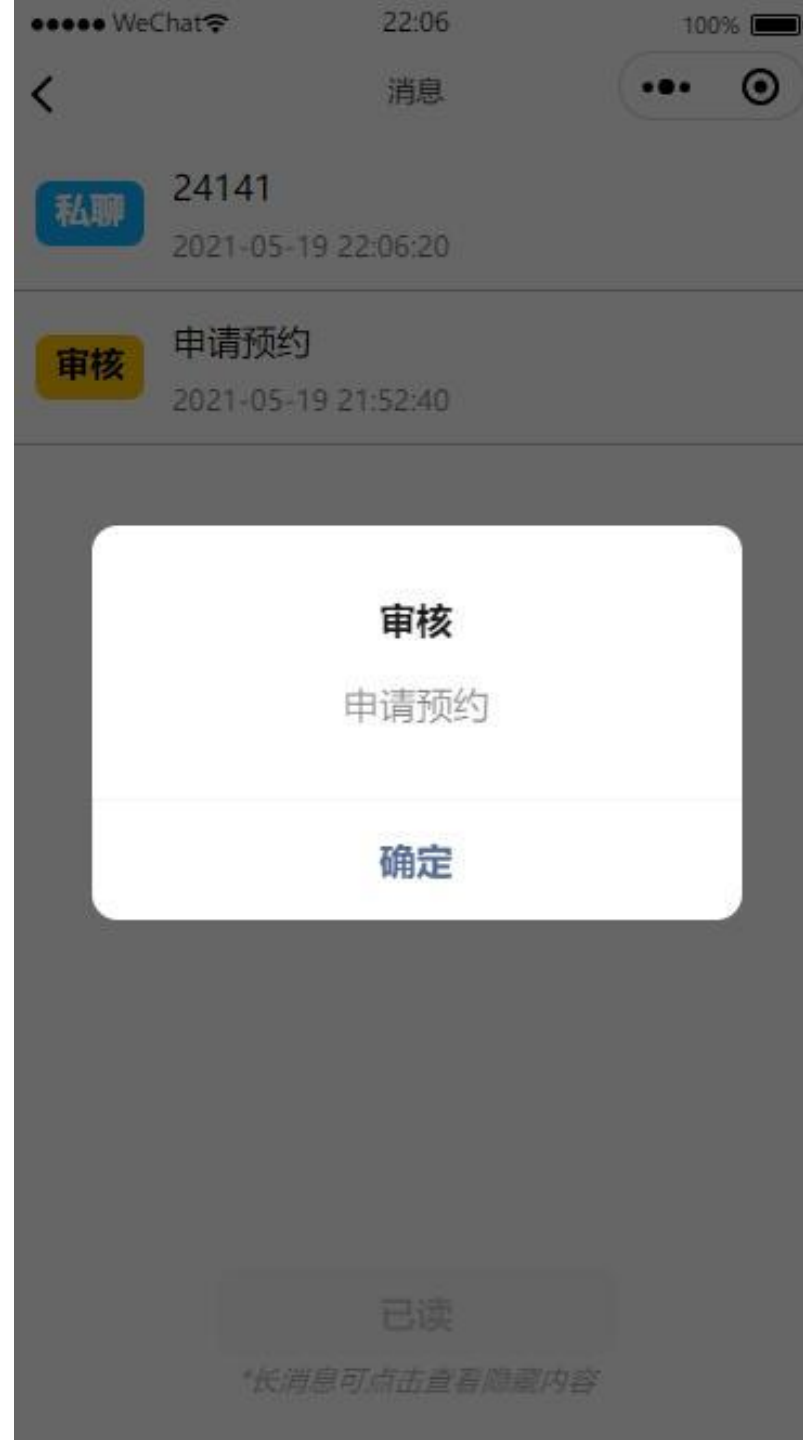 ●●●●● WeChat 22:06 100%
消息
私聊 24141
2021-05-19 22:06:20
审核 申请预约
2021-05-19 21:52:40
审核
申请预约
确定
已读
*长消息可点击查看隐藏内容